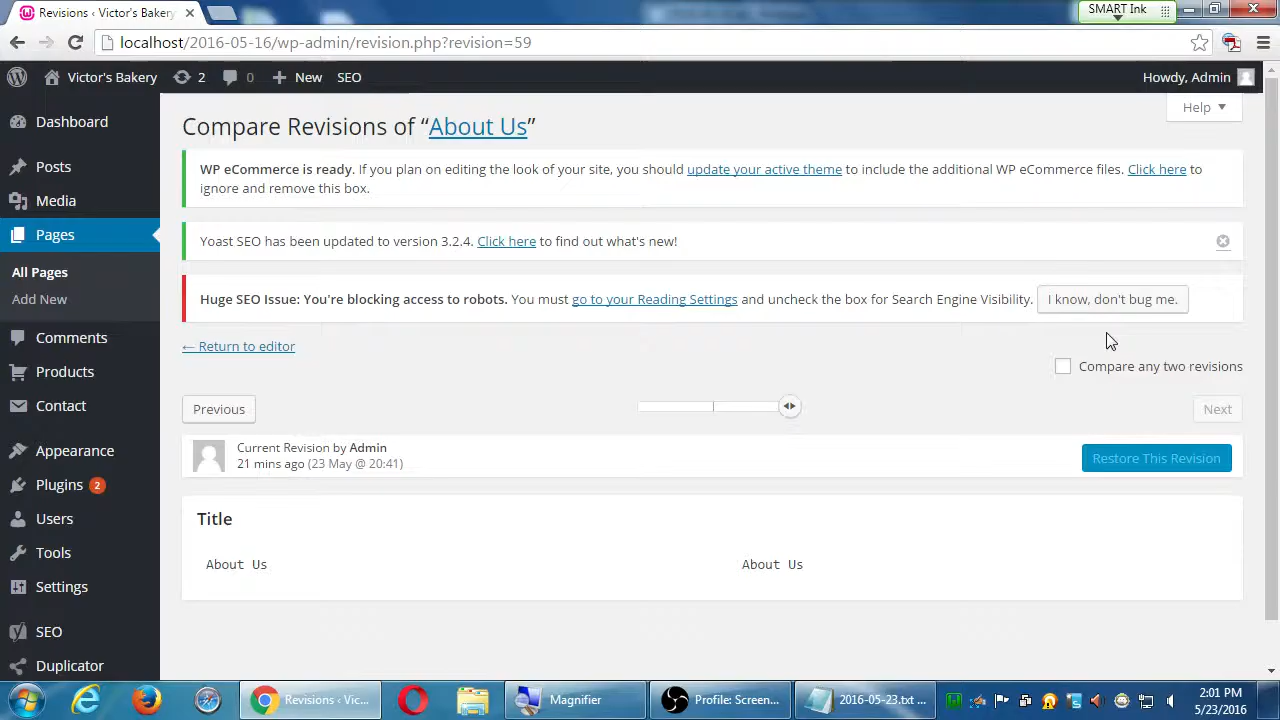 Revisions ‹ Victor's Bakery
SMART Ink
localhost/2016-05-16/wp-admin/revision.php?revision=59
Victor's Bakery
2
0
New
SEO
Howdy, Admin
Dashboard
Posts
Media
Pages
All Pages
Add New
Comments
Products
Contact
Appearance
Plugins 2
Users
Tools
Settings
SEO
Duplicator
Help
Compare Revisions of “About Us”
WP eCommerce is ready. If you plan on editing the look of your site, you should update your active theme to include the additional WP eCommerce files. Click here to
ignore and remove this box.
Yoast SEO has been updated to version 3.2.4. Click here to find out what's new!
Huge SEO Issue: You're blocking access to robots. You must go to your Reading Settings and uncheck the box for Search Engine Visibility. I know, don't bug me.
← Return to editor
Compare any two revisions
Previous
Next
Current Revision by Admin
21 mins ago (23 May @ 20:41)
Restore This Revision
Title
About Us
About Us
Revisions ‹ Vic...
Magnifier
Profile: Screen...
2016-05-23.txt ...
2:01 PM
5/23/2016